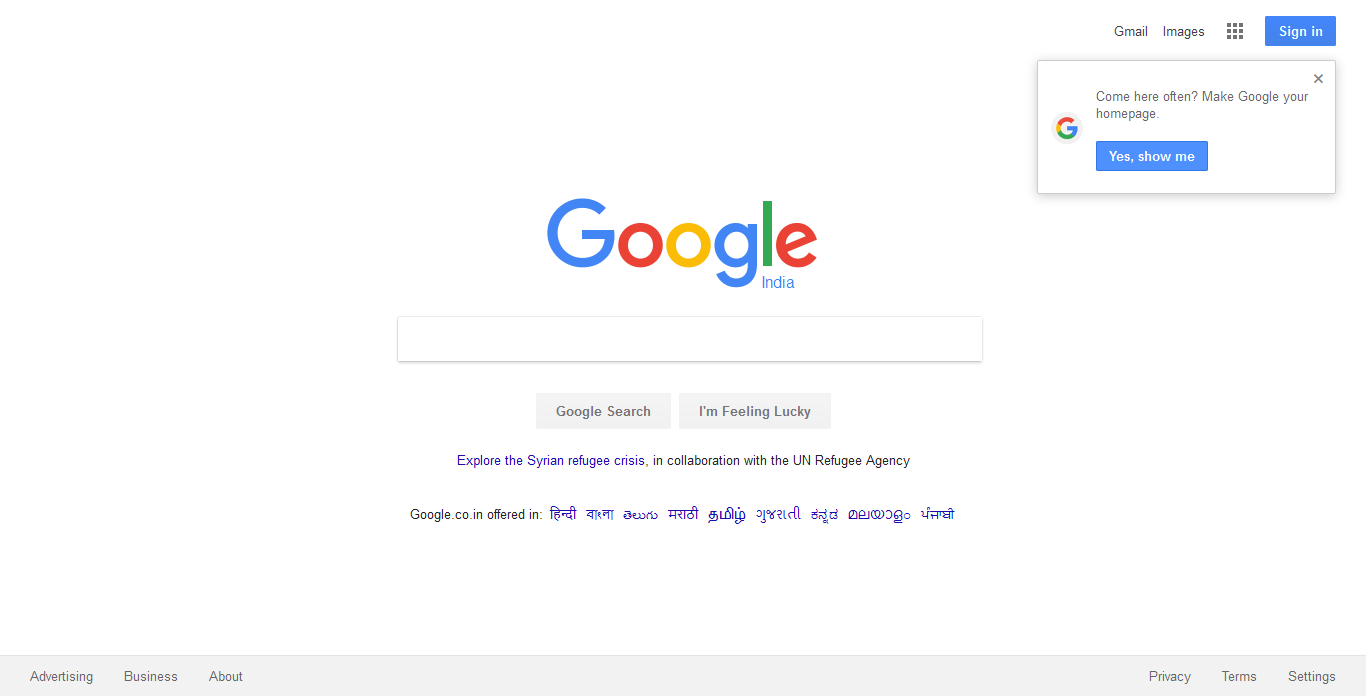 Gmail Images Sign in
Come here often? Make Google your
homepage.
Yes, show me
Google
India
Google Search I'm Feeling Lucky
Explore the Syrian refugee crisis, in collaboration with the UN Refugee Agency
Google.co.in offered in: हिन्दी বাংলা తెలుగు मराठी தமிழ் ગુજરાતી ಕನ್ನಡ മലയാളം ਪੰਜਾਬੀ
Advertising Business About Privacy Terms Settings